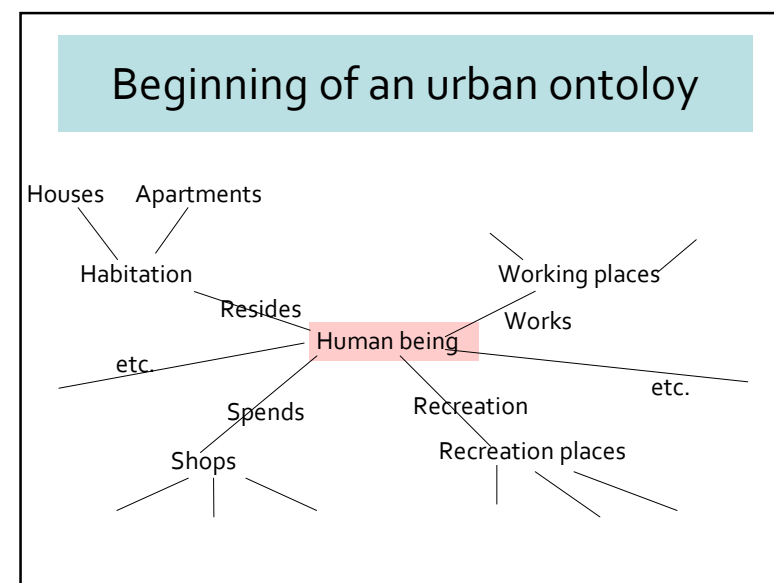 Beginning of an urban ontoloy
Houses Apartments
Habitation
Working places
Resides
Works
Human being
etc.
etc.
Spends
Recreation
Shops
Recreation places